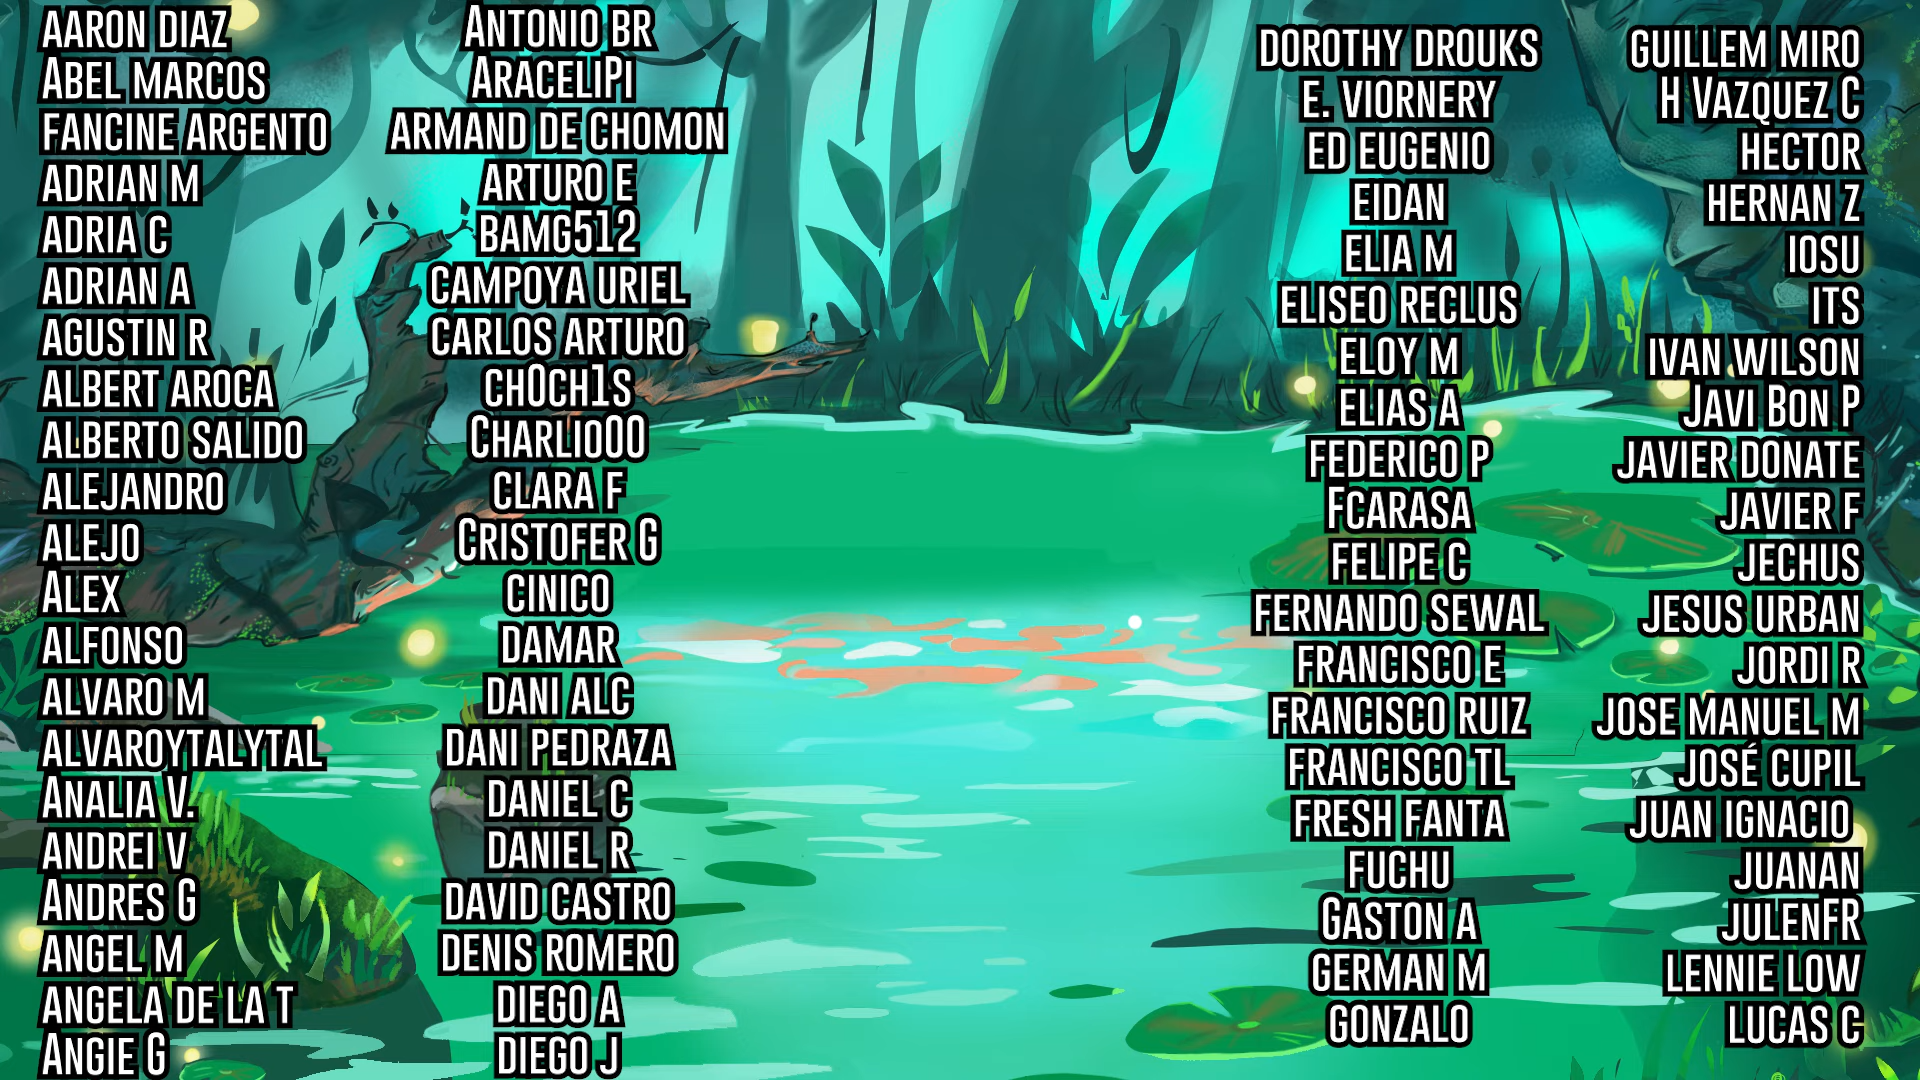 AARON DIAZ
ABEL MARCOS
FANCINE ARGENTO
ADRIAN M
ADRIA C
ADRIAN A
AGUSTIN R
ALBERT AROCA
ALBERTO SALIDO
ALEJANDRO
ALEJO
ALEX
ALFONSO
ALVARO M
ALVAROYTALYTAL
ANALIA V.
ANDREI V
ANDRES G
ANGEL M
ANGELA DE LA T
ANGIE G
ANTONIO BR
ARACELIPI
ARMAND DE CHOMON
ARTURO E
BAMG512
CAMPOYA URIEL
CARLOS ARTURO
CH0CH1S
CHARLIO00
CLARA F
CRISTOFER G
CINICO
DAMAR
DANI ALC
DANI PEDRAZA
DANIEL C
DANIEL R
DAVID CASTRO
DENIS ROMERO
DIEGO A
DIEGO J
DOROTHY DROUKS
E. VIORNERY
ED EUGENIO
EIDAN
ELIA M
ELISEO RECLUS
ELOY M
ELIAS A
FEDERICO P
FCARASA
FELIPE C
FERNANDO SEWAL
FRANCISCO E
FRANCISCO RUIZ
FRANCISCO TL
FRESH FANTA
FUCHU
GASTON A
GERMAN M
GONZALO
GUILLEM MIRO
H VAZQUEZ C
HECTOR
HERNAN Z
IOSU
ITS
IVAN WILSON
JAVI BON P
JAVIER DONATE
JAVIER F
JECHUS
JESUS URBAN
JORDI R
JOSE MANUEL M
JOSÉ CUPIL
JUAN IGNACIO
JUANAN
JULENFR
LENNIE LOW
LUCAS C